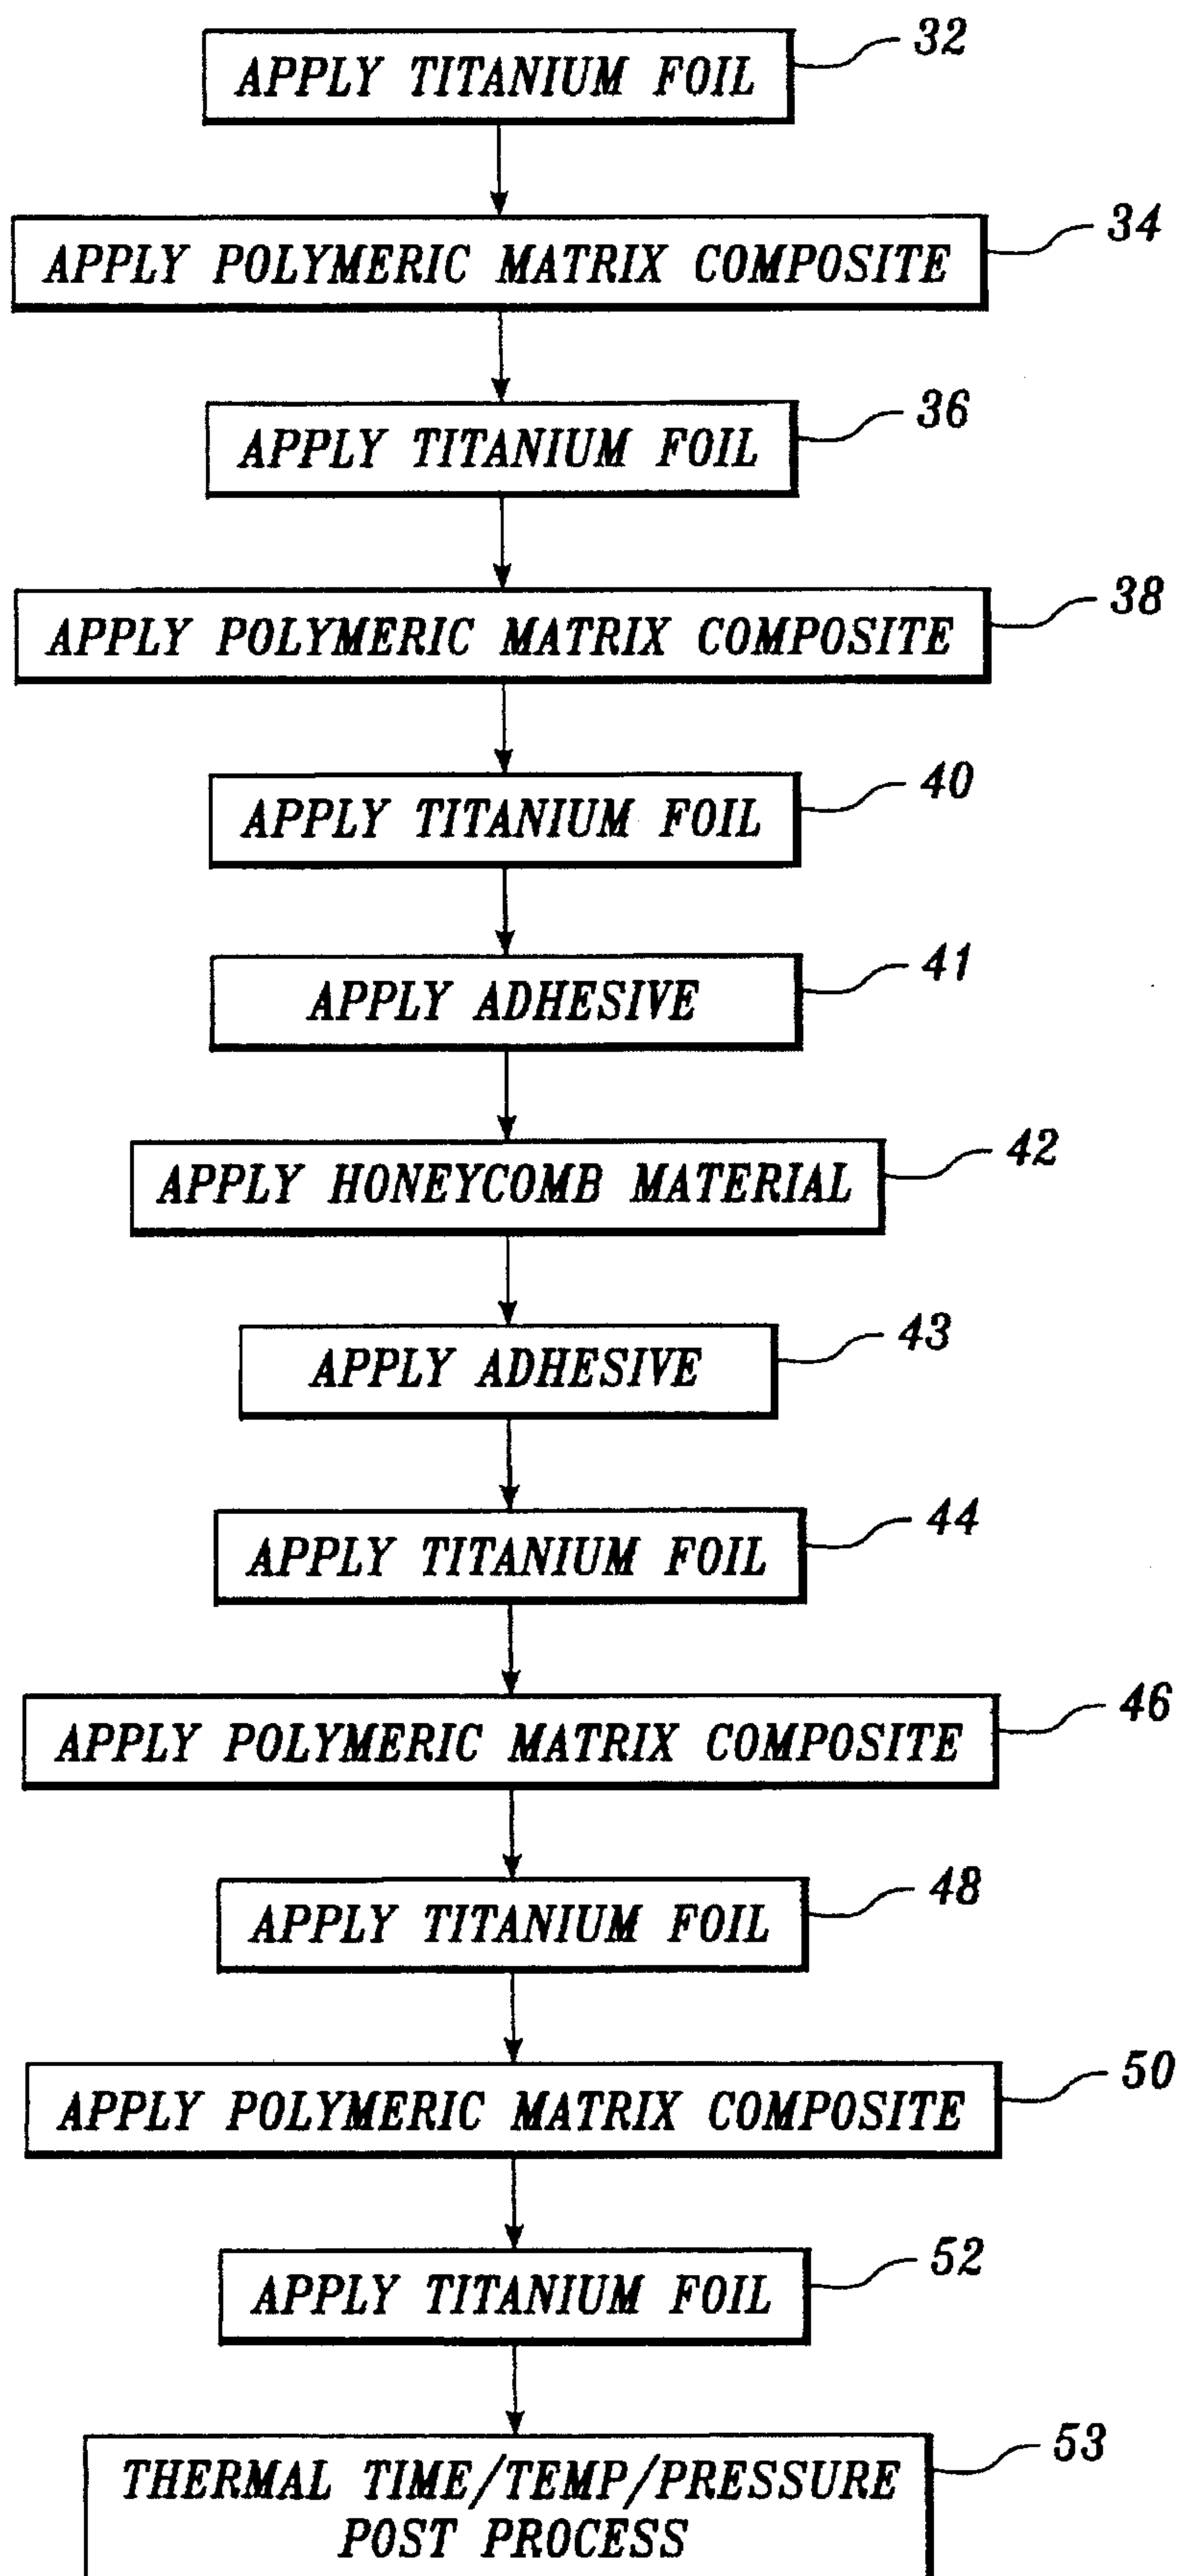 APPLY TITANIUM FOIL 32
APPLY POLYMERIC MATRIX COMPOSITE 34
APPLY TITANIUM FOIL 36
APPLY POLYMERIC MATRIX COMPOSITE 38
APPLY TITANIUM FOIL 40
APPLY ADHESIVE 41
APPLY HONEYCOMB MATERIAL 42
APPLY ADHESIVE 43
APPLY TITANIUM FOIL 44
APPLY POLYMERIC MATRIX COMPOSITE 46
APPLY TITANIUM FOIL 48
APPLY POLYMERIC MATRIX COMPOSITE 50
APPLY TITANIUM FOIL 52
THERMAL TIME/TEMP/PRESSURE 53
POST PROCESS